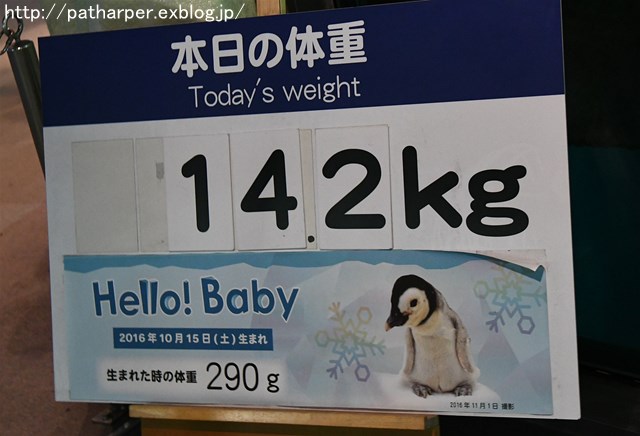 http://patharper.exblog.jp/
本日の体重
Today's weight
14.2kg
Hello! Baby
2016年10月15日(土)生まれ
生まれた時の体重 290g
2016年11月1日 撮影